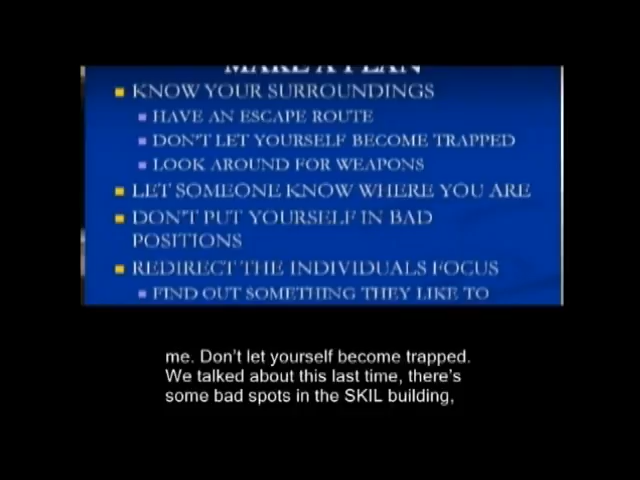 MAKE A PLAN
KNOW YOUR SURROUNDINGS
HAVE AN ESCAPE ROUTE
DON'T LET YOURSELF BECOME TRAPPED
LOOK AROUND FOR WEAPONS
LET SOMEONE KNOW WHERE YOU ARE
DON'T PUT YOURSELF IN BAD
POSITIONS
REDIRECT THE INDIVIDUALS FOCUS
FIND OUT SOMETHING THEY LIKE TO
me. Don't let yourself become trapped.
We talked about this last time, there's
some bad spots in the SKIL building,